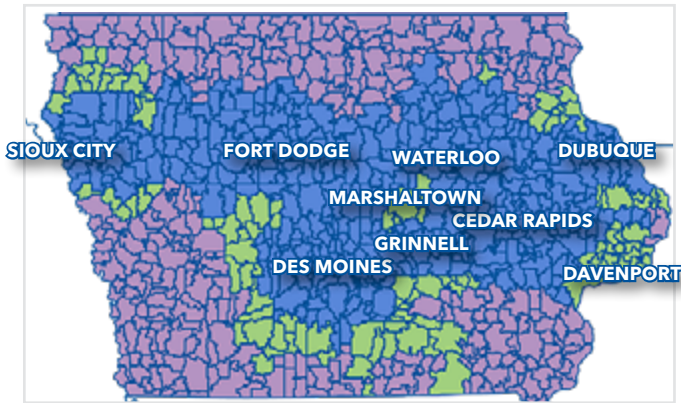 SIOUX CITY
FORT DODGE
WATERLOO
DUBUQUE
MARSHALTOWN
CEDAR RAPIDS
GRINNELL
DES MOINES
DAVENPORT